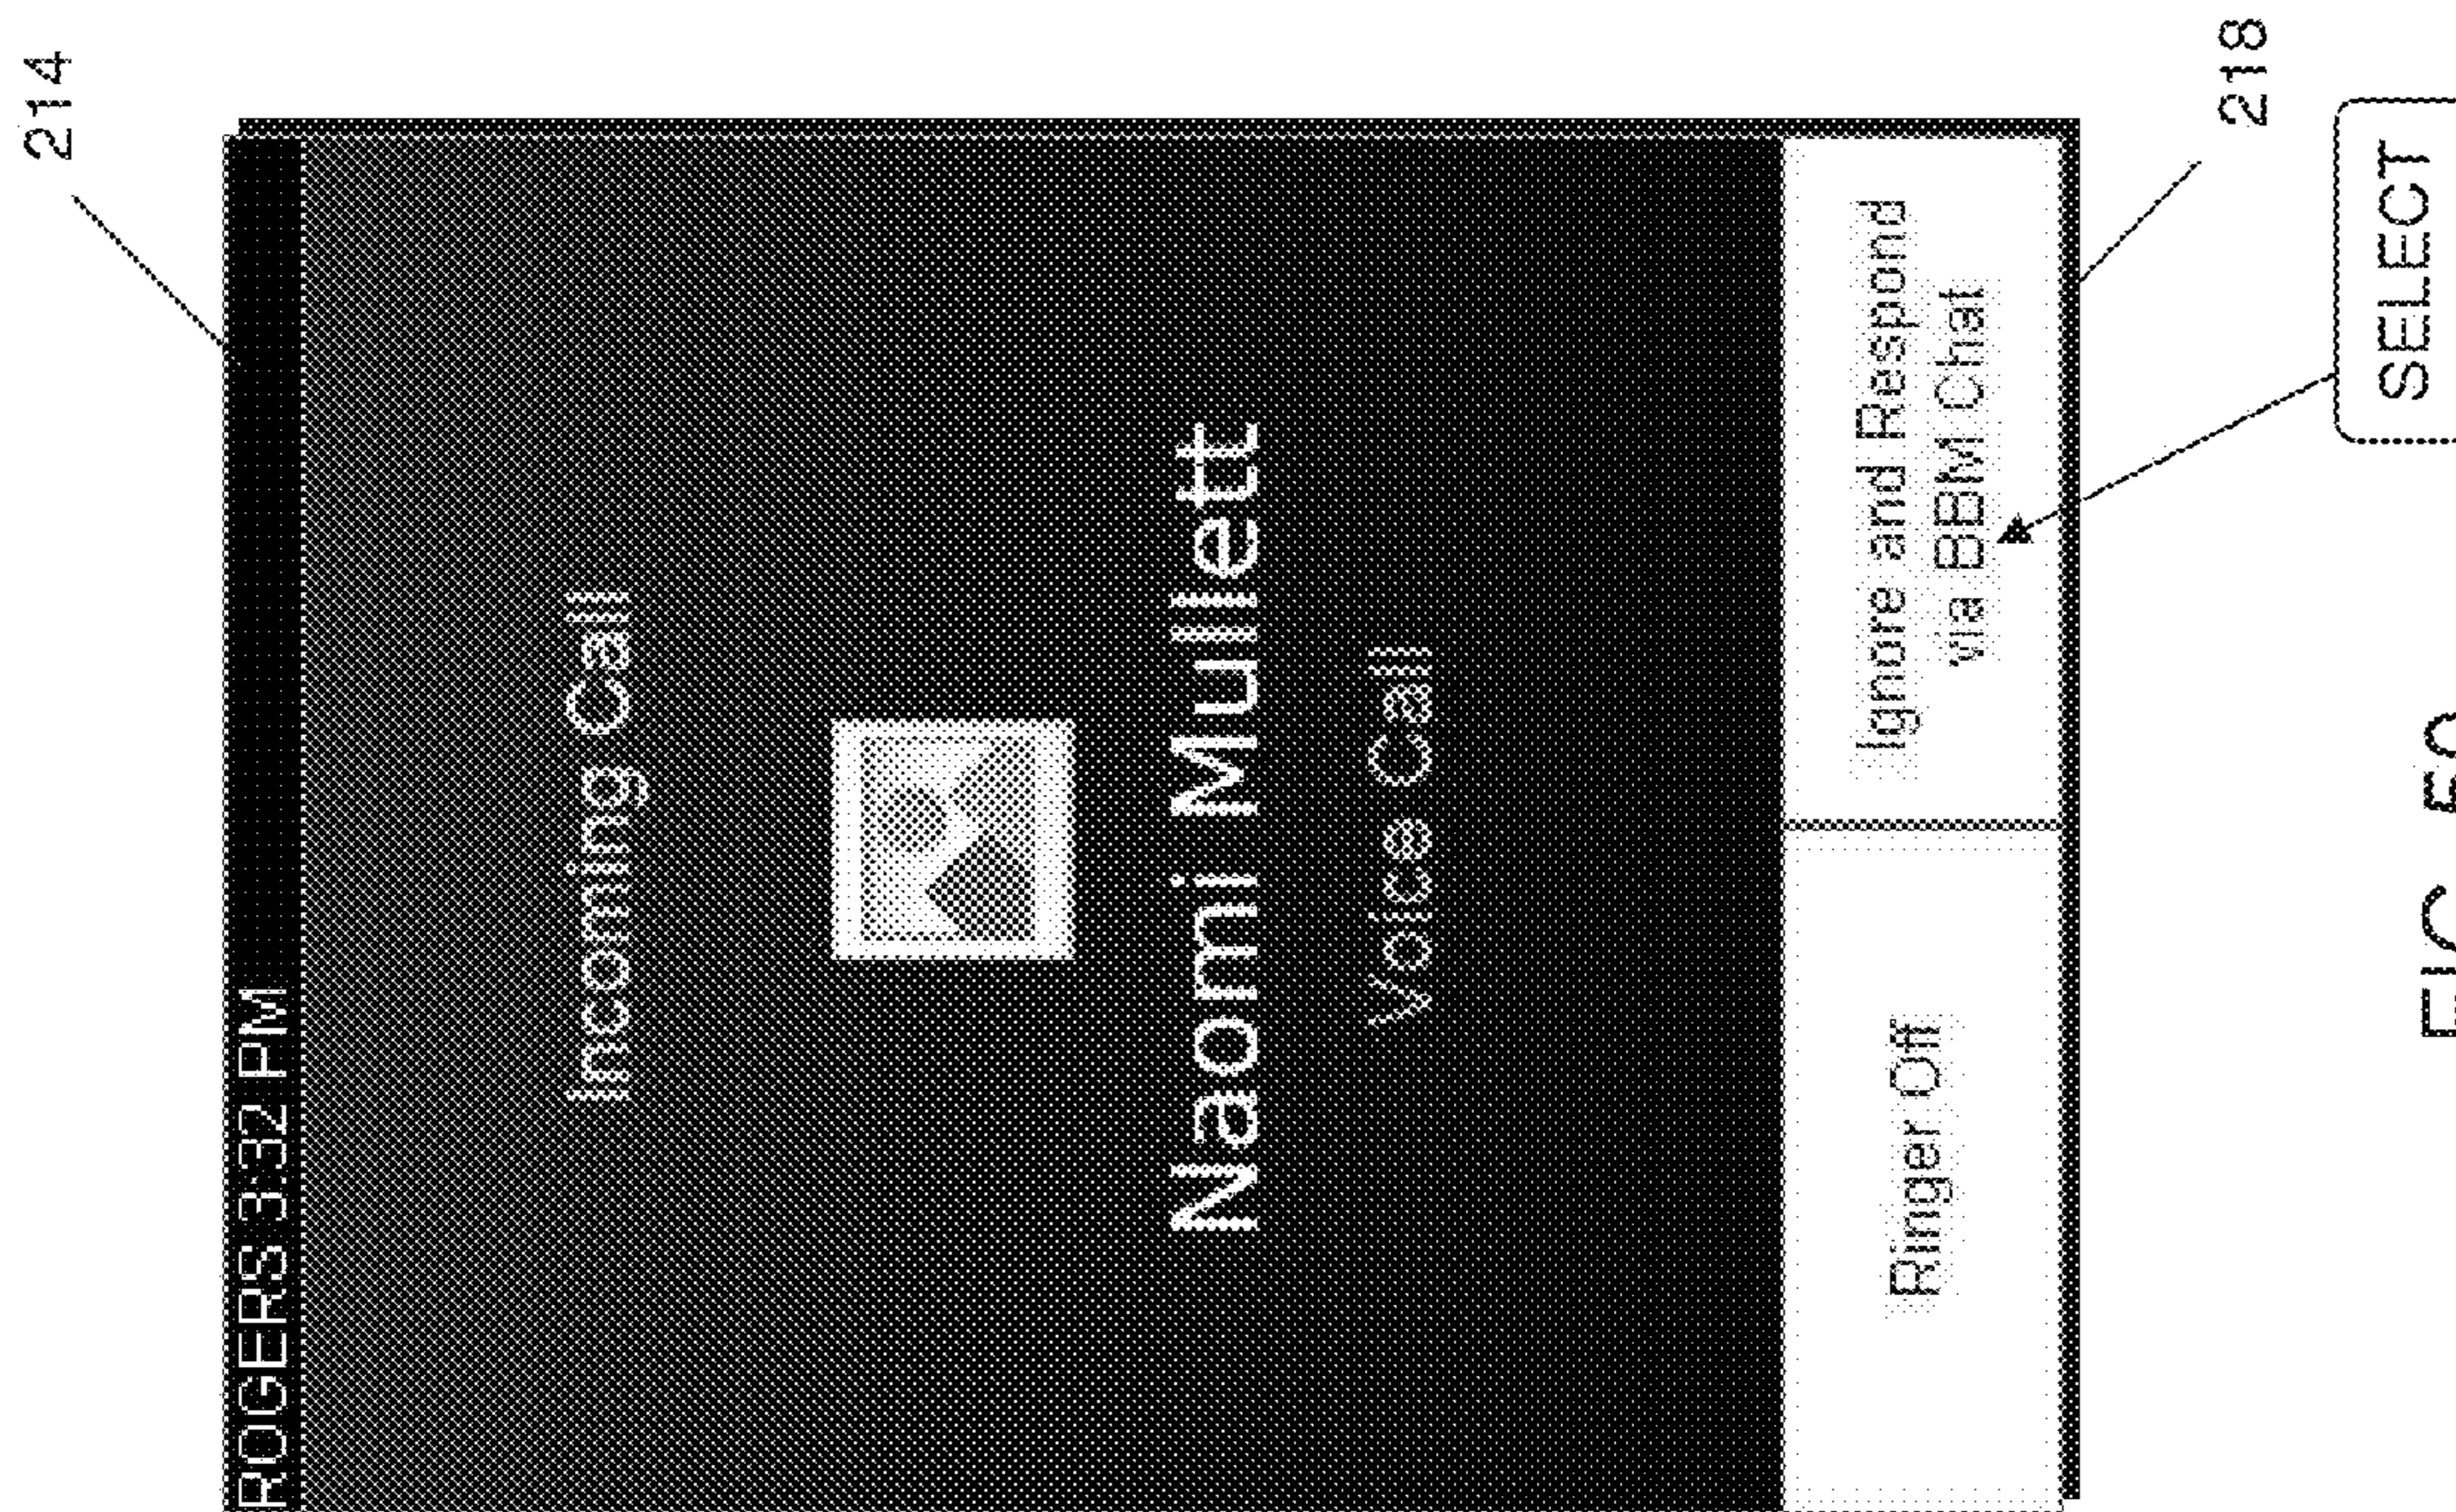 214
ROGERS 3:32 PM
Incoming Call
Naomi Mullett
Voice Call
Ringer Off
Ignore and Respond
via BBM Chat
218
SELECT